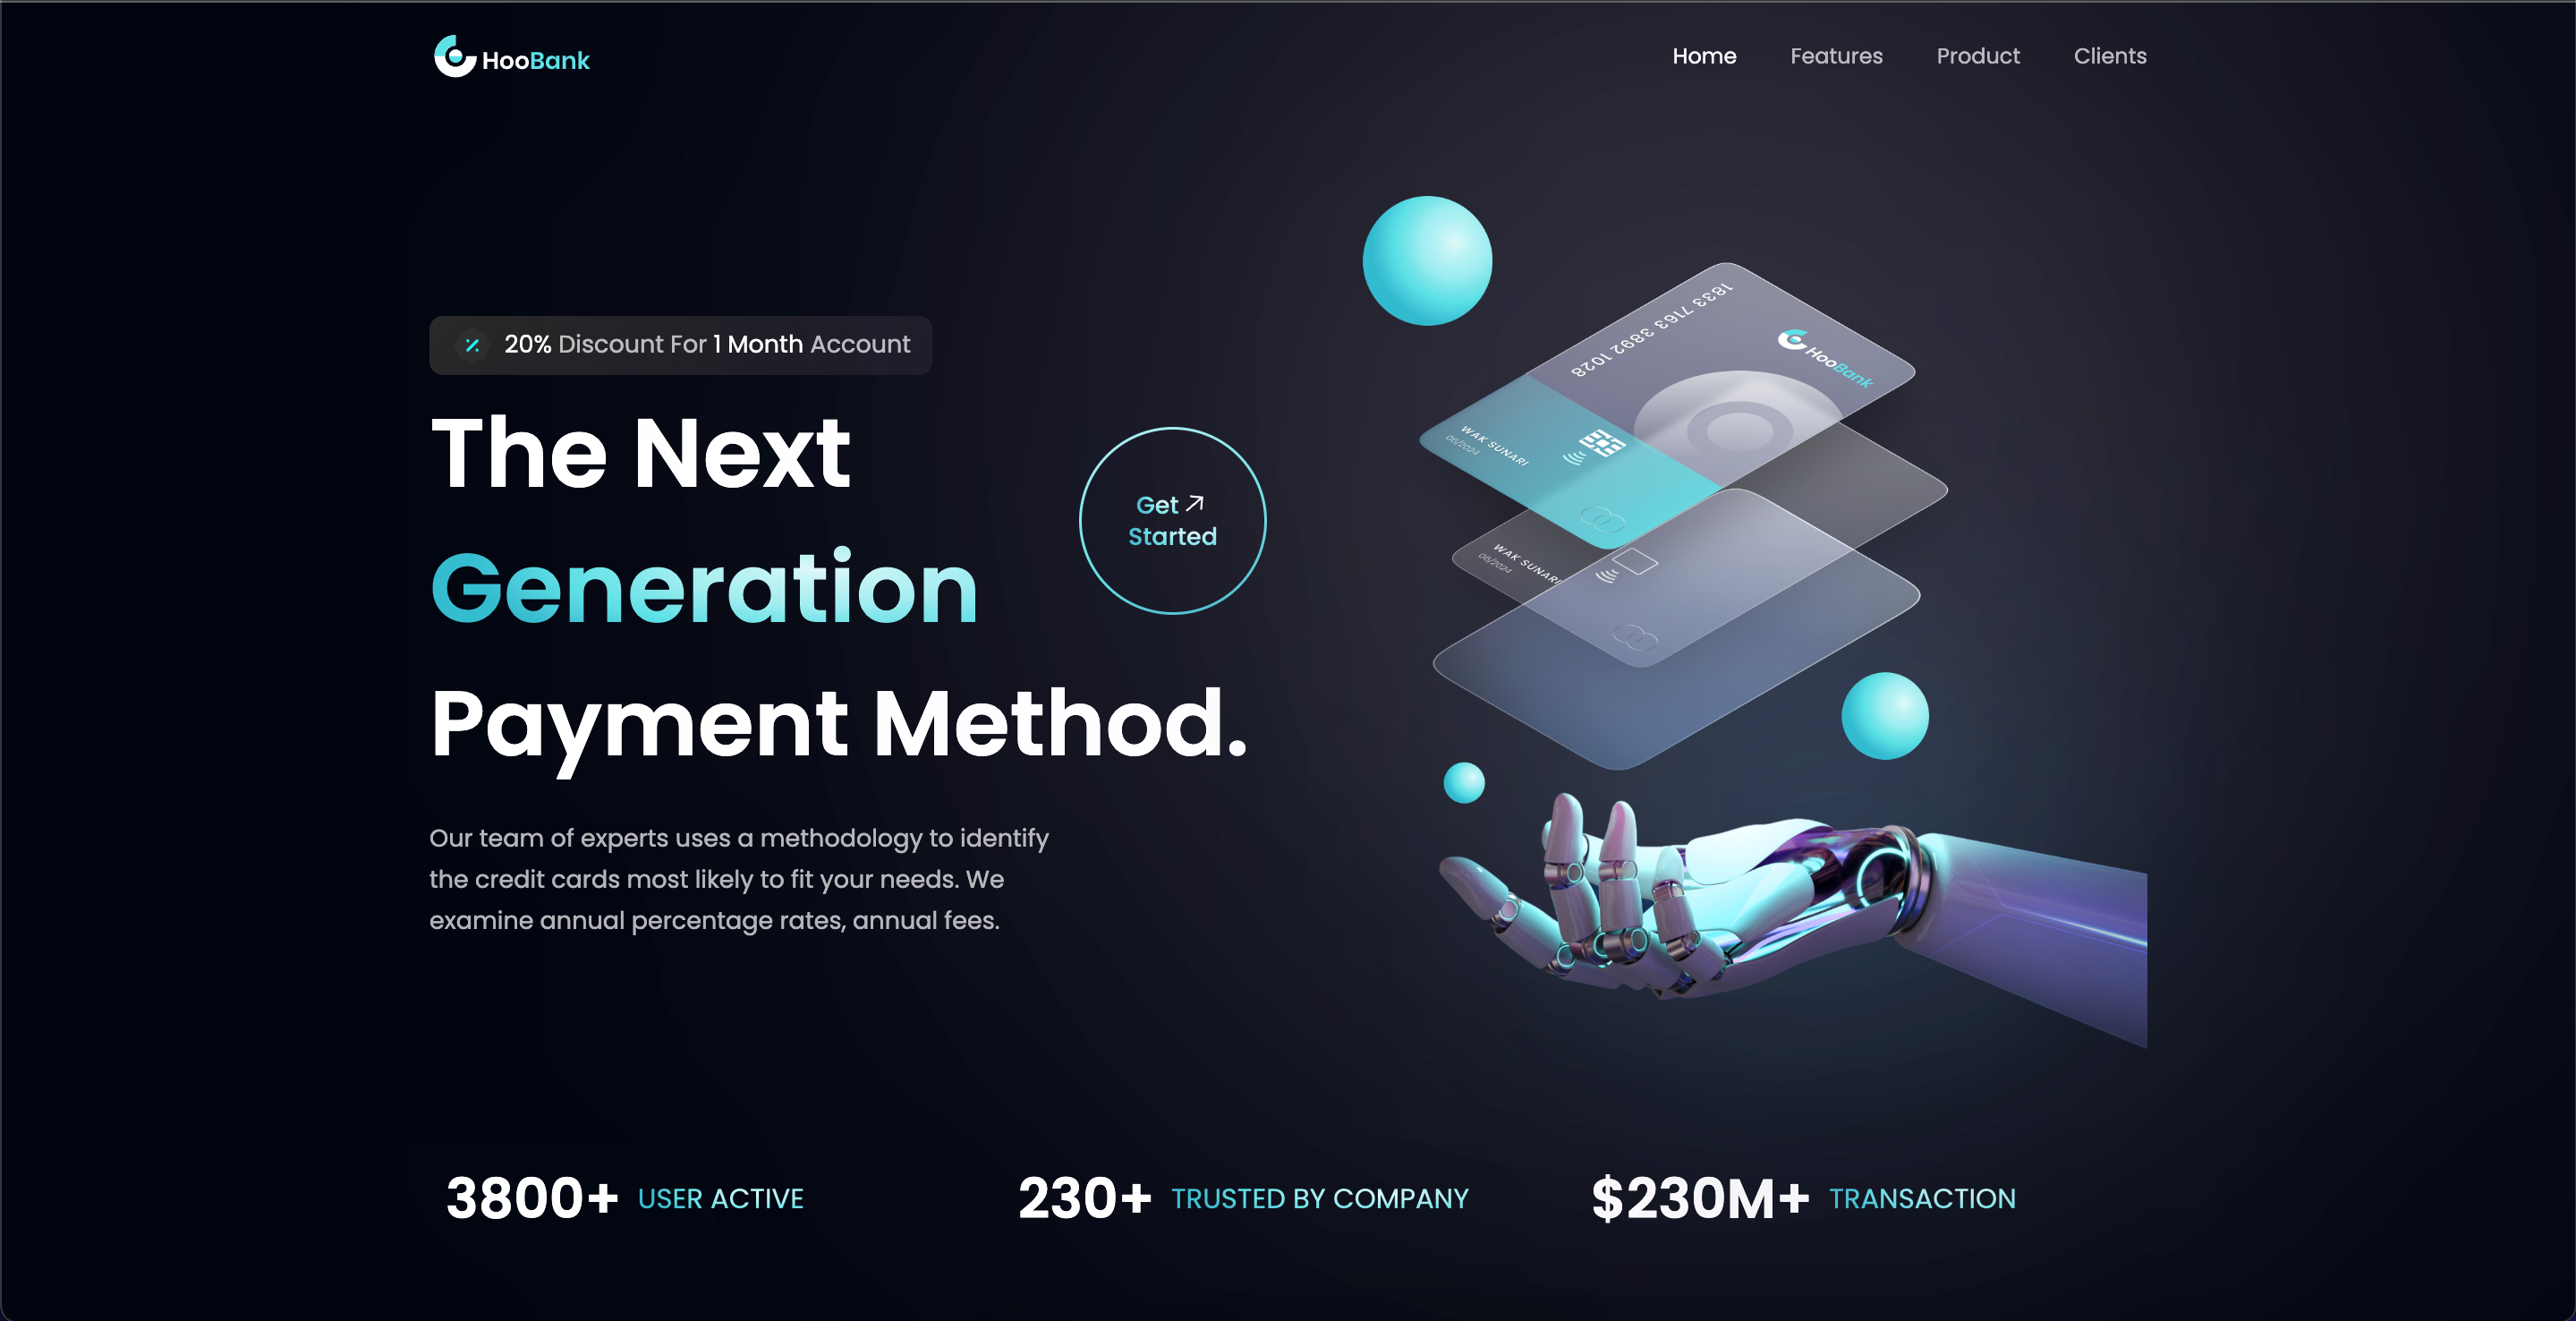 HooBank
Home
Features
Product
Clients
20% Discount For 1 Month Account
The Next
Generation
Payment Method.
Get
Started
Our team of experts uses a methodology to identify
the credit cards most likely to fit your needs. We
examine annual percentage rates, annual fees.
1833 7163 3892 1028
HooBank
WAK SUNARI
06/2024
WAK SUNARI
06/2024
3800+ USER ACTIVE
230+ TRUSTED BY COMPANY
$230M+ TRANSACTION